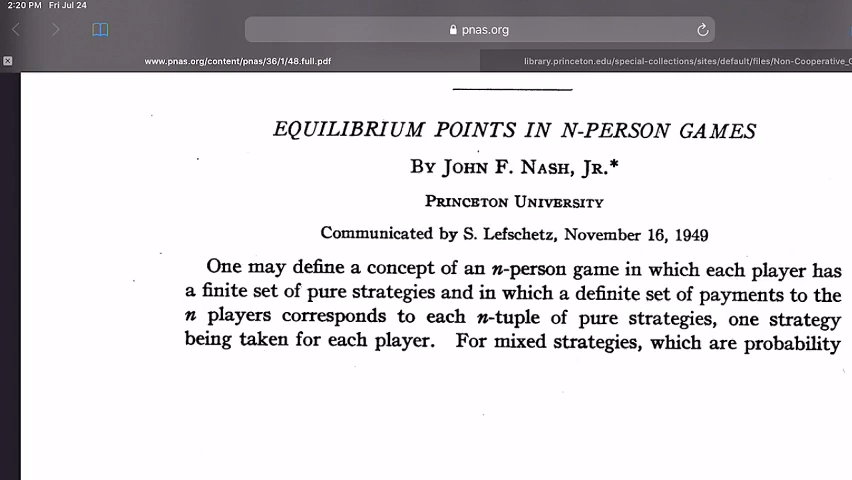 2:20 PM Fri Jul 24
pnas.org
www.pnas.org/content/pnas/36/1/48.full.pdf
library.princeton.edu/special-collections/sites/default/files/Non-Cooperative_G
EQUILIBRIUM POINTS IN N-PERSON GAMES
BY JOHN F. NASH, JR.*
PRINCETON UNIVERSITY
Communicated by S. Lefschetz, November 16, 1949
One may define a concept of an n-person game in which each player has
a finite set of pure strategies and in which a definite set of payments to the
n players corresponds to each n-tuple of pure strategies, one strategy
being taken for each player. For mixed strategies, which are probability